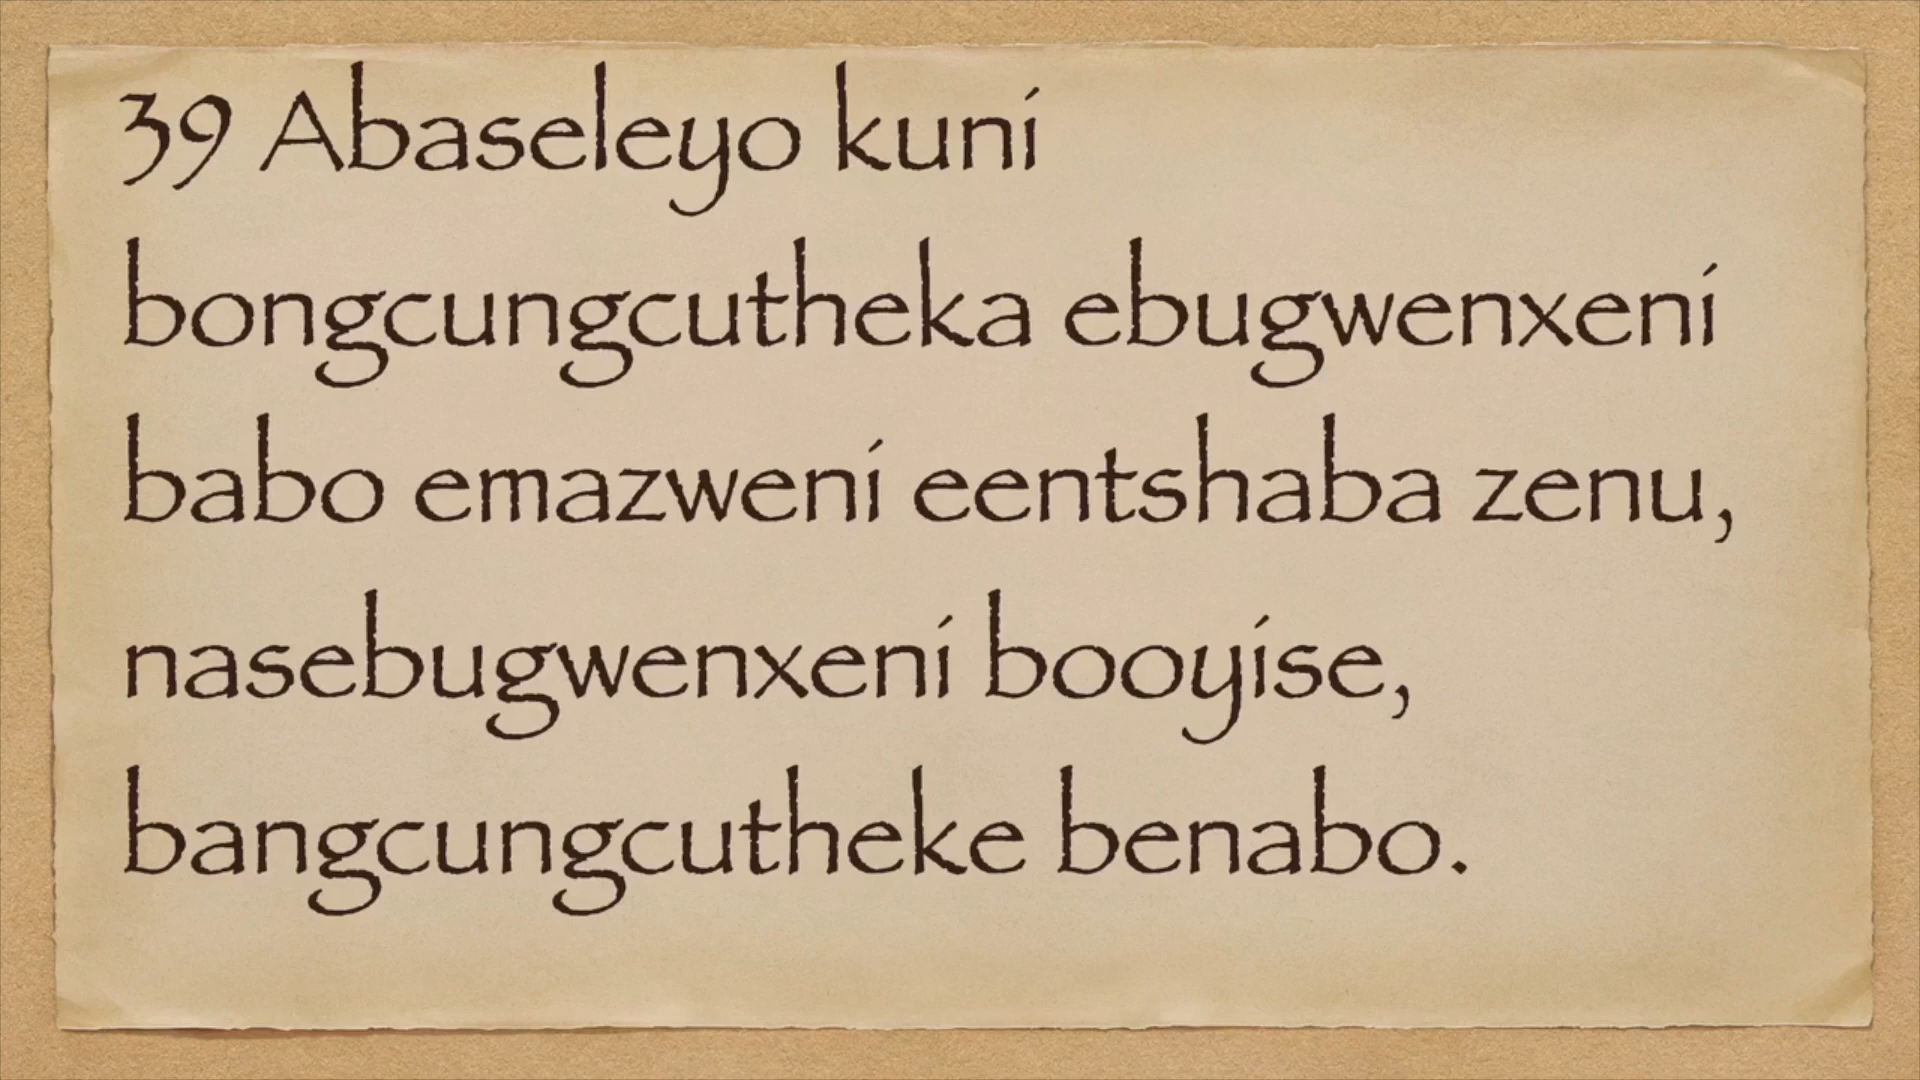 39 Abaseleyo kuni
bongcungcutheka ebugwenxeni
babo emazweni eentshaba zenu,
nasebugwenxeni booyise,
bangcungcutheke benabo.